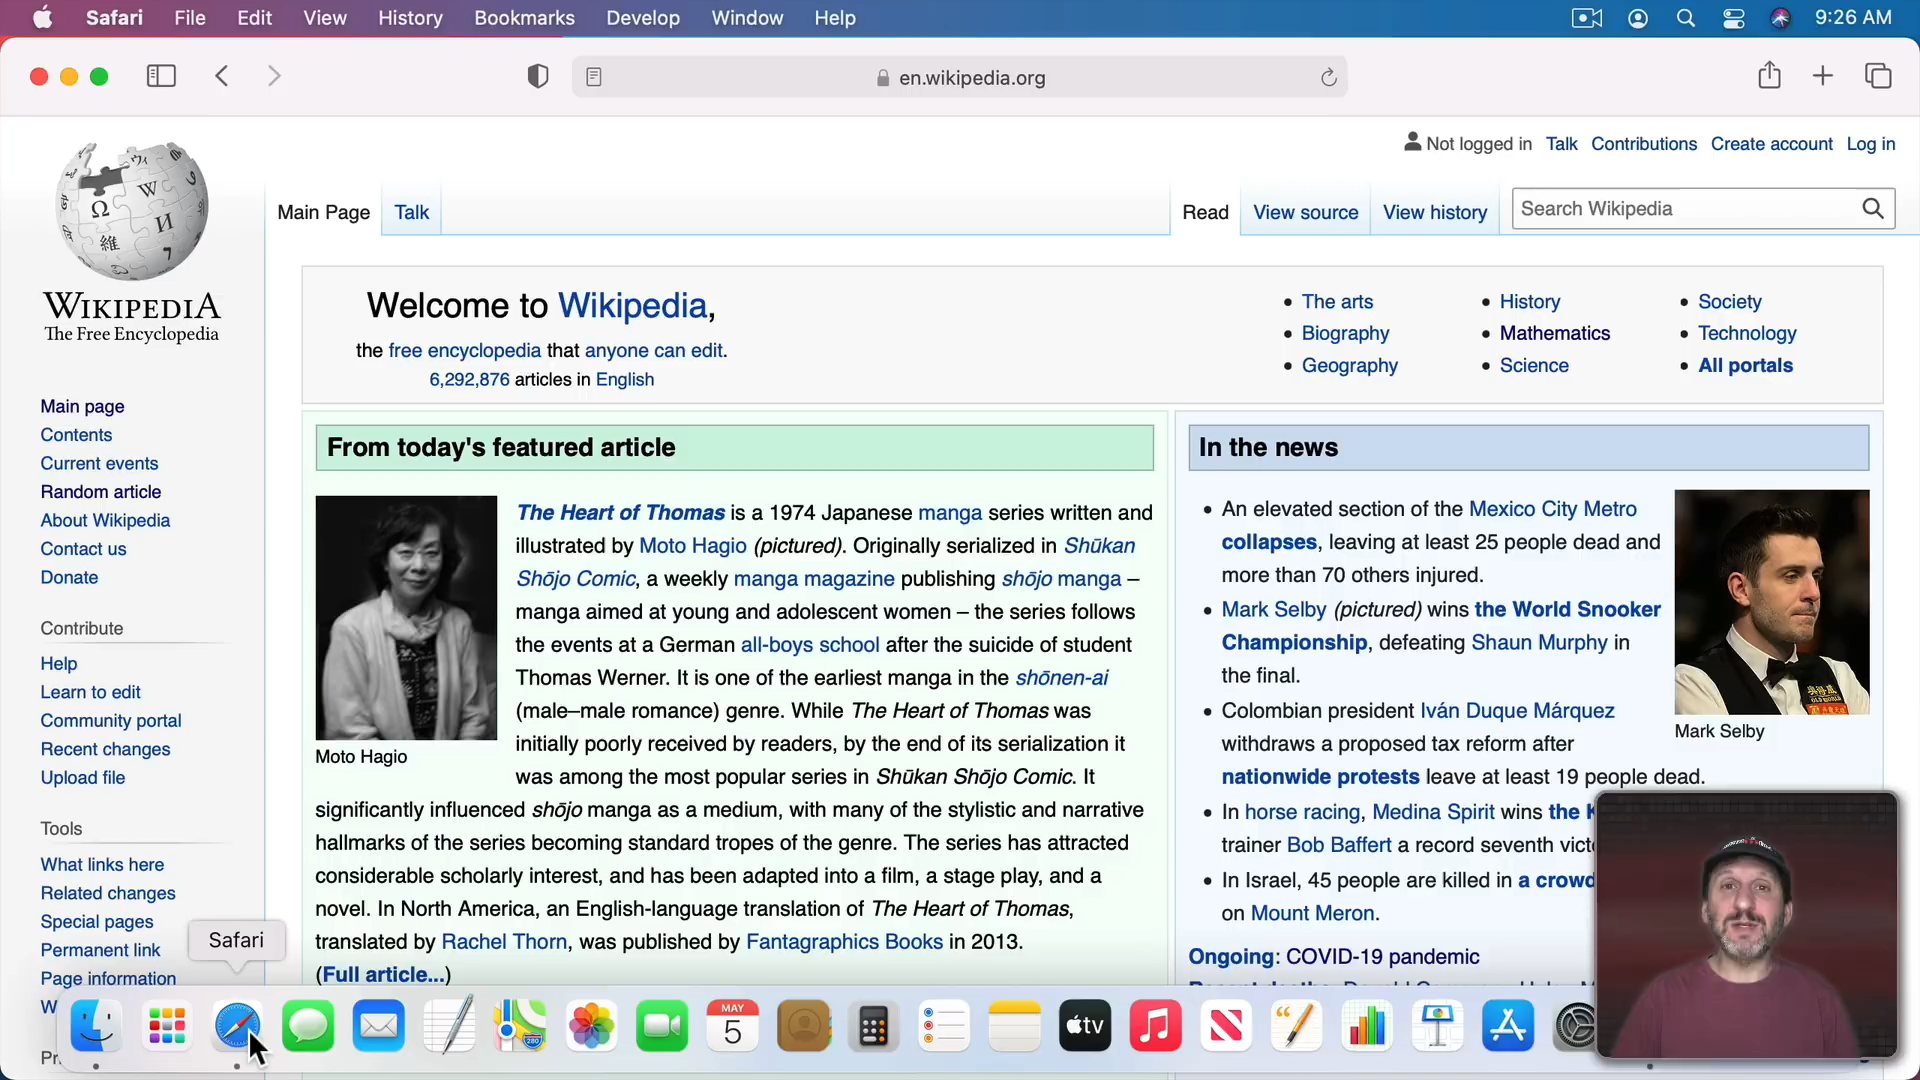 Safari File Edit View History Bookmarks Develop Window Help 9:26 AM
en.wikipedia.org
Not logged in Talk Contributions Create account Log in
Main Page Talk Read View source View history Search Wikipedia
WIKIPEDIA
The Free Encyclopedia
Main page
Contents
Current events
Random article
About Wikipedia
Contact us
Donate
Contribute
Help
Learn to edit
Community portal
Recent changes
Upload file
Tools
What links here
Related changes
Special pages
Permanent link
Page information
Welcome to Wikipedia,
the free encyclopedia that anyone can edit.
6,292,876 articles in English
The arts
Biography
Geography
History
Mathematics
Science
Society
Technology
All portals
From today's featured article
The Heart of Thomas is a 1974 Japanese manga series written and
illustrated by Moto Hagio (pictured). Originally serialized in Shūkan
Shōjo Comic, a weekly manga magazine publishing shōjo manga –
manga aimed at young and adolescent women – the series follows
the events at a German all-boys school after the suicide of student
Thomas Werner. It is one of the earliest manga in the shōnen-ai
(male–male romance) genre. While The Heart of Thomas was
initially poorly received by readers, by the end of its serialization it
was among the most popular series in Shūkan Shōjo Comic. It
significantly influenced shōjo manga as a medium, with many of the stylistic and narrative
hallmarks of the series becoming standard tropes of the genre. The series has attracted
considerable scholarly interest, and has been adapted into a film, a stage play, and a
novel. In North America, an English-language translation of The Heart of Thomas,
translated by Rachel Thorn, was published by Fantagraphics Books in 2013.
(Full article...)
Moto Hagio
In the news
An elevated section of the Mexico City Metro
collapses, leaving at least 25 people dead and
more than 70 others injured.
Mark Selby (pictured) wins the World Snooker
Championship, defeating Shaun Murphy in
the final.
Colombian president Iván Duque Márquez
withdraws a proposed tax reform after
nationwide protests leave at least 19 people dead.
In horse racing, Medina Spirit wins the
trainer Bob Baffert a record seventh
In Israel, 45 people are killed in a
on Mount Meron.
Ongoing: COVID-19 pandemic
Mark Selby
Safari
MAY
5
tv